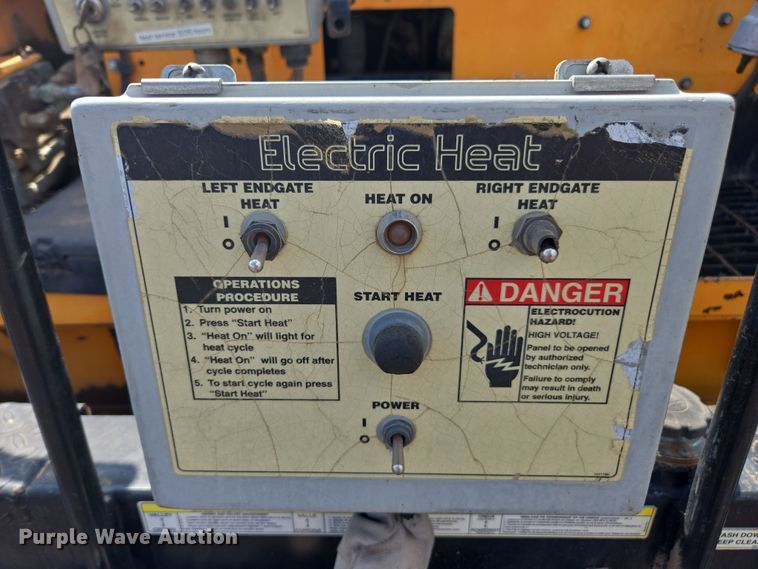 Electric Heat
LEFT ENDGATE
HEAT
HEAT ON
RIGHT ENDGATE
HEAT
I
O
I
O
OPERATIONS
PROCEDURE
1. Turn power on
2. Press "Start Heat"
3. "Heat On" will light for
heat cycle
4. "Heat On" will go off after
cycle completes
5. To start cycle again press
"Start Heat"
START HEAT
DANGER
ELECTROCUTION
HAZARD!
HIGH VOLTAGE!
Panel to be opened
by authorized
technician only.
Failure to comply
may result in death
or serious injury.
POWER
I
O
Purple Wave Auction